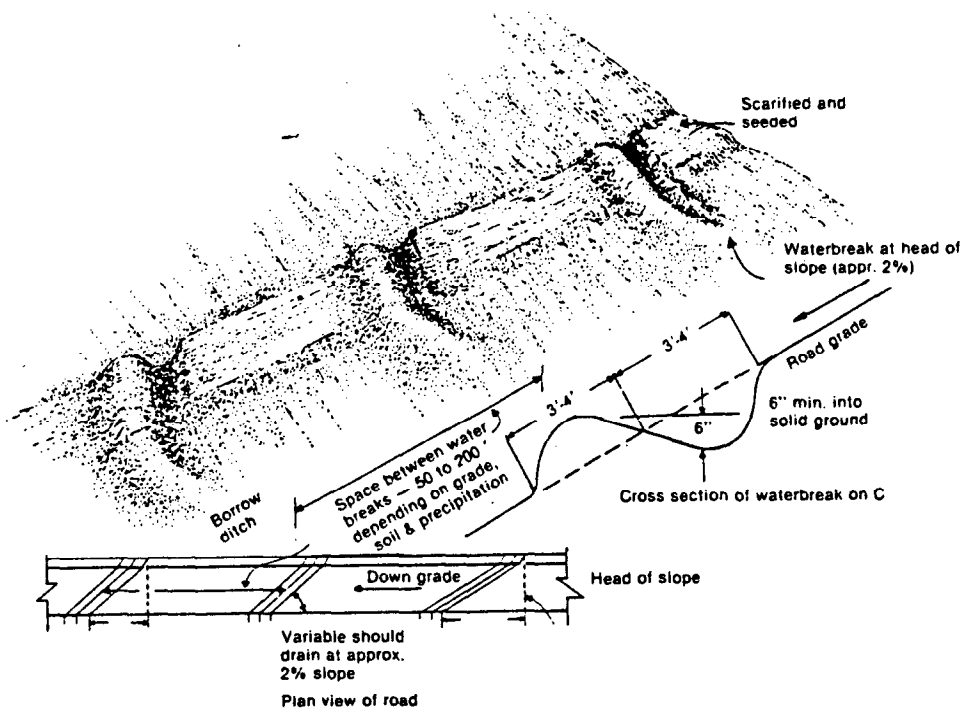 Scarified and
seeded
Waterbreak at head of
slope (appr. 2%)
Road grade
3'-4'
3'-4'
6"
6" min. into
solid ground
Cross section of waterbreak on C
Space between water
breaks — 50 to 200'
depending on grade,
soil & precipitation
Borrow
ditch
Down grade
Head of slope
Variable should
drain at approx.
2% slope
Plan view of road